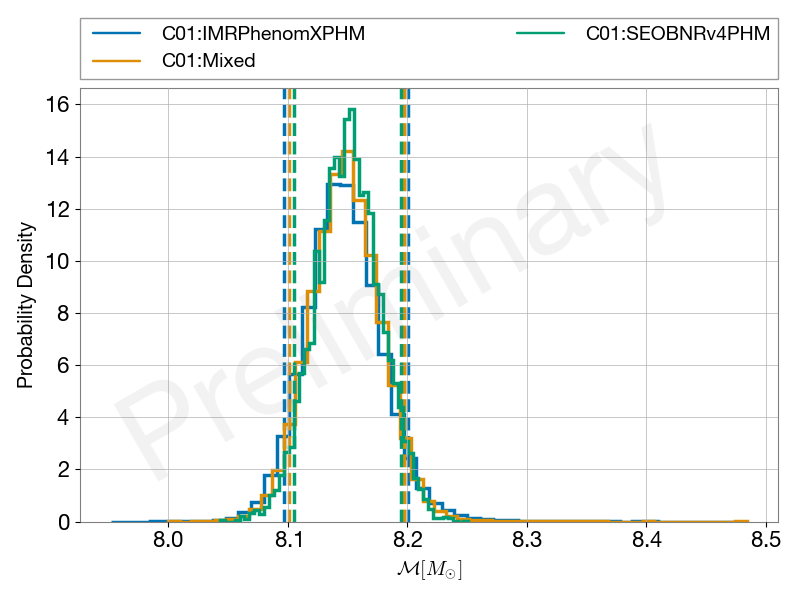 C01:IMRPhenomXPHM
C01:Mixed
C01:SEOBNRv4PHM
16
14
12
10
8
6
4
2
0
Probability Density
Preliminary
8.0 8.1 8.2 8.3 8.4 8.5
ℳ[M⊙]